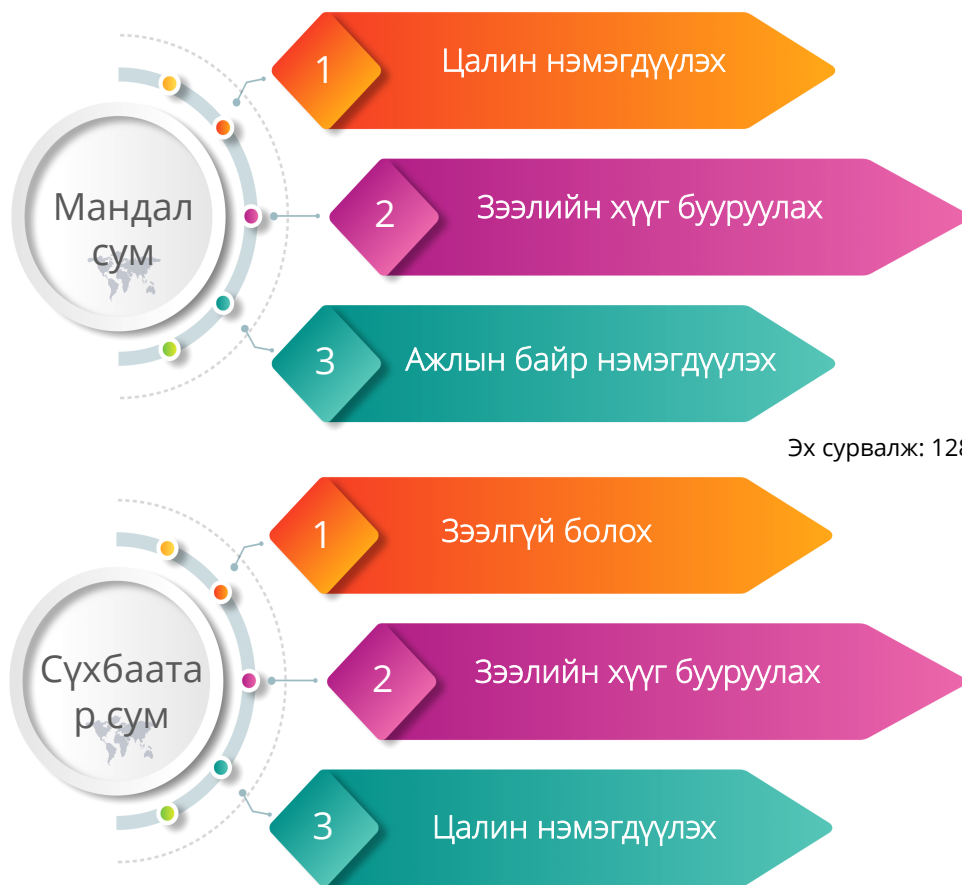 1
Цалин нэмэгдүүлэх
Мандал
сум
2
Зээлийн хүүг бууруулах
3
Ажлын байр нэмэгдүүлэх
Эх сурвалж: 128
1
Зээлгүй болох
Сүхбаата
р сум
2
Зээлийн хүүг бууруулах
3
Цалин нэмэгдүүлэх